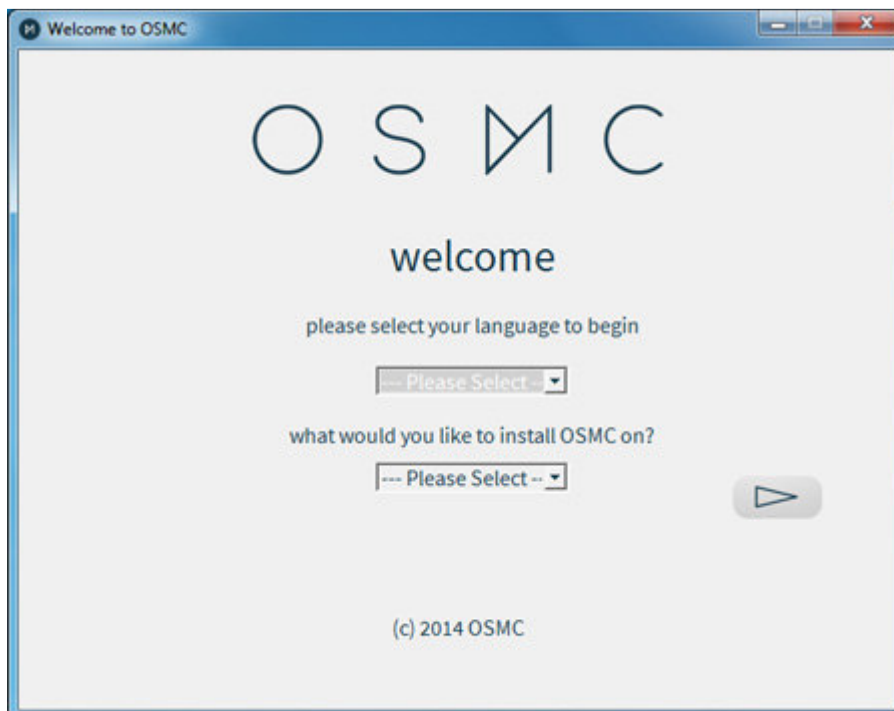 Welcome to OSMC
OSMC
welcome
please select your language to begin
--- Please Select --
what would you like to install OSMC on?
--- Please Select --
(c) 2014 OSMC